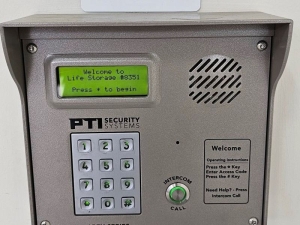 Welcome to
Life Storage #8351
Press * to begin
PTI SECURITY
SYSTEMS
1 2 3
4 5 6
7 8 9
* 0 #
INTERCOM
CALL
Welcome
Operating Instructions
Press the * Key
Enter Access Code
Press the # Key
Need Help? - Press
Intercom Call